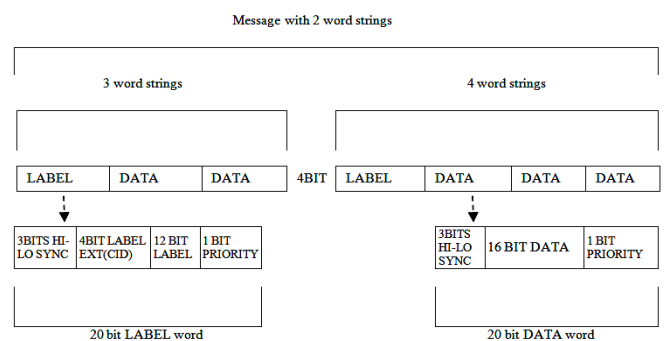 Message with 2 word strings
3 word strings
4 word strings
LABEL
DATA
DATA
4BIT
LABEL
DATA
DATA
DATA
3BITS HI-
LO SYNC
4BIT LABEL
EXT(CID)
12 BIT
LABEL
1 BIT
PRIORITY
3BITS
HI-LO
SYNC
16 BIT DATA
1 BIT
PRIORITY
20 bit LABEL word
20 bit DATA word